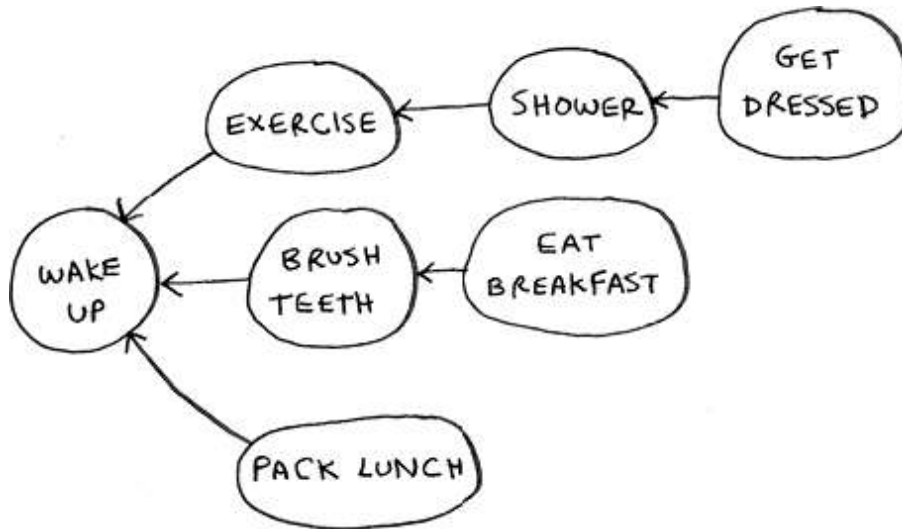 EXERCISE
SHOWER
GET
DRESSED
WAKE
UP
BRUSH
TEETH
EAT
BREAKFAST
PACK LUNCH